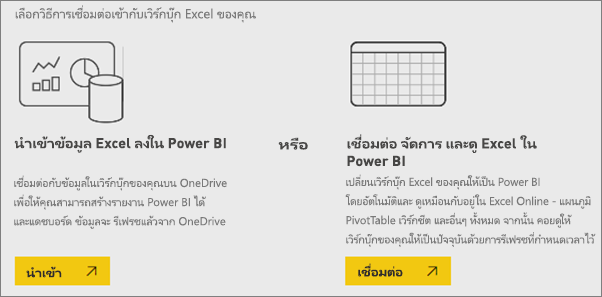 เลือกวิธีการเชื่อมต่อเข้ากับเวิร์กบุ๊ก Excel ของคุณ
นำเข้าข้อมูล Excel ลงใน Power BI
เชื่อมต่อกับข้อมูลในเวิร์กบุ๊กของคุณบน OneDrive
เพื่อให้คุณสามารถสร้างรายงาน Power BI ได้
และแดชบอร์ด ข้อมูลจะ รีเฟรชแล้วจาก OneDrive
นำเข้า
หรือ
เชื่อมต่อ จัดการ และดู Excel ใน
Power BI
เปลี่ยนเวิร์กบุ๊ก Excel ของคุณให้เป็น Power BI
โดยอัตโนมัติและ ดูเหมือนกับอยู่ใน Excel Online - แผนภูมิ
PivotTable เวิร์กชีต และอื่นๆ ทั้งหมด จากนั้น คอยดูให้
เวิร์กบุ๊กของคุณให้เป็นปัจจุบันด้วยการรีเฟรชที่กำหนดเวลาไว้
เชื่อมต่อ